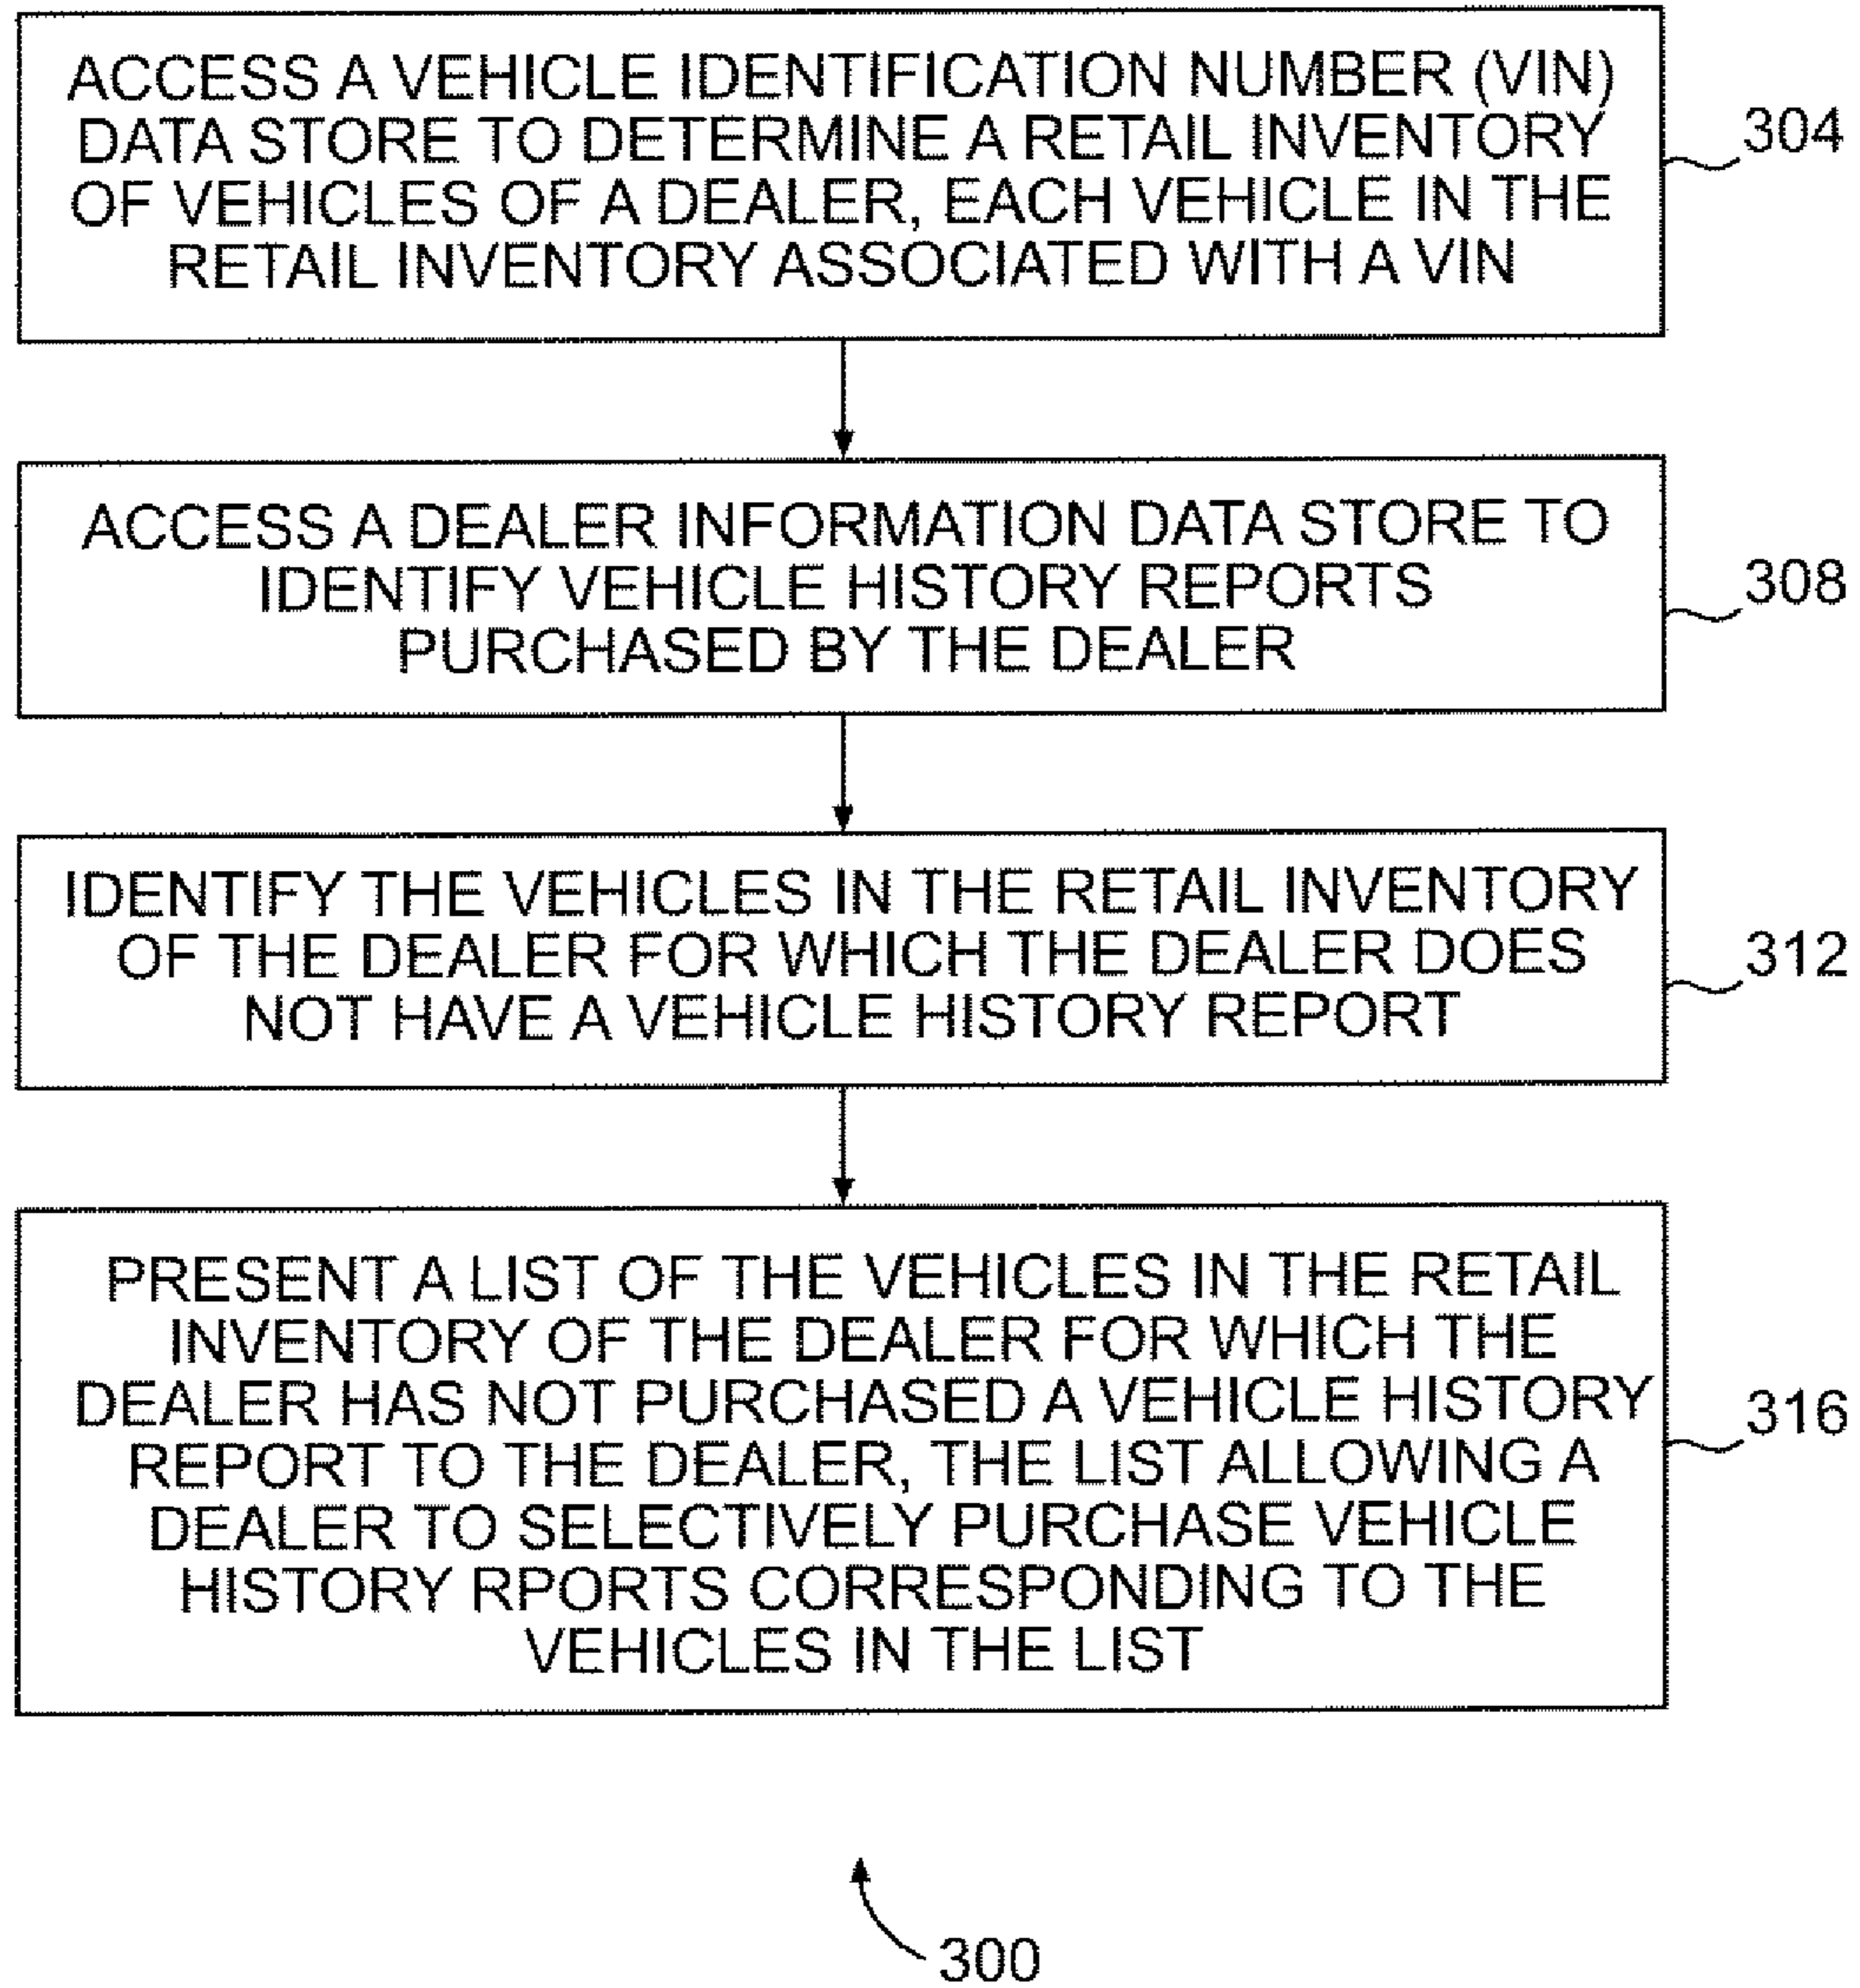 ACCESS A VEHICLE IDENTIFICATION NUMBER (VIN)
DATA STORE TO DETERMINE A RETAIL INVENTORY
OF VEHICLES OF A DEALER, EACH VEHICLE IN THE
RETAIL INVENTORY ASSOCIATED WITH A VIN
304
ACCESS A DEALER INFORMATION DATA STORE TO
IDENTIFY VEHICLE HISTORY REPORTS
PURCHASED BY THE DEALER
308
IDENTIFY THE VEHICLES IN THE RETAIL INVENTORY
OF THE DEALER FOR WHICH THE DEALER DOES
NOT HAVE A VEHICLE HISTORY REPORT
312
PRESENT A LIST OF THE VEHICLES IN THE RETAIL
INVENTORY OF THE DEALER FOR WHICH THE
DEALER HAS NOT PURCHASED A VEHICLE HISTORY
REPORT TO THE DEALER, THE LIST ALLOWING A
DEALER TO SELECTIVELY PURCHASE VEHICLE
HISTORY RPORTS CORRESPONDING TO THE
VEHICLES IN THE LIST
316
300